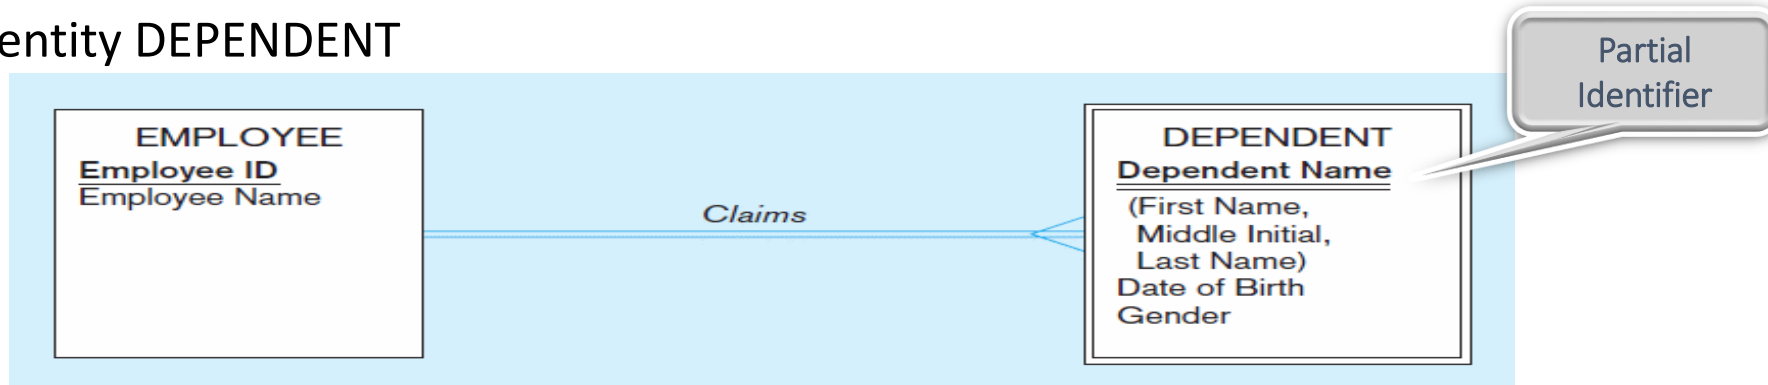 entity DEPENDENT
Partial
Identifier
EMPLOYEE
Employee ID
Employee Name
Claims
DEPENDENT
Dependent Name
(First Name,
Middle Initial,
Last Name)
Date of Birth
Gender